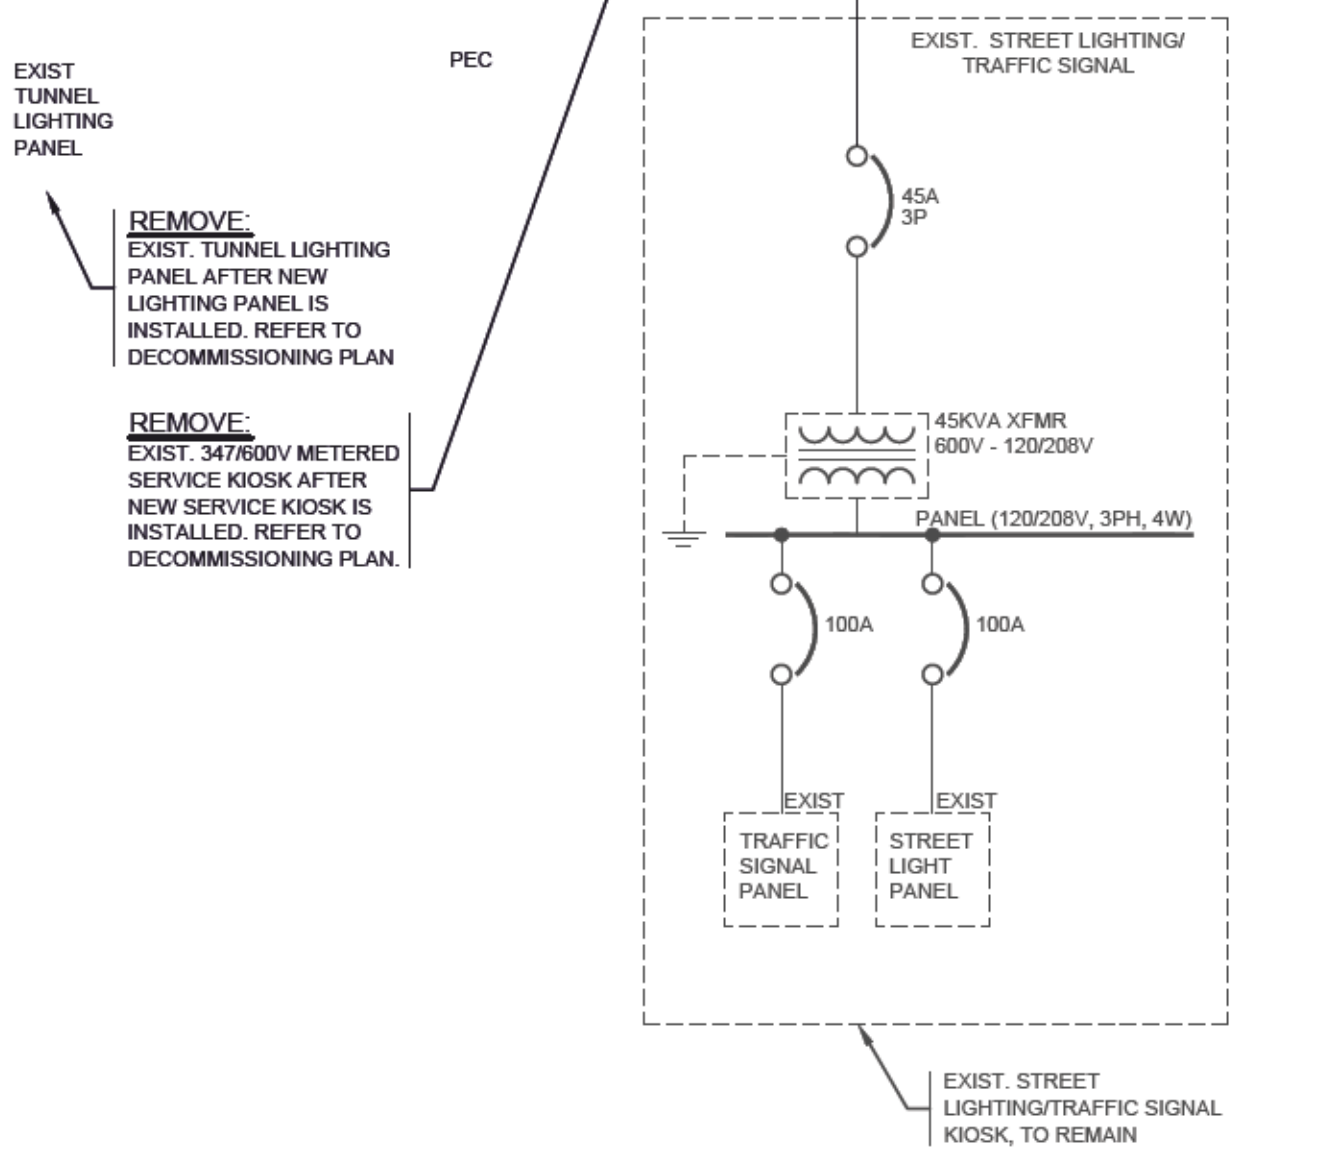 EXIST
TUNNEL
LIGHTING
PANEL
PEC
REMOVE:
EXIST. TUNNEL LIGHTING
PANEL AFTER NEW
LIGHTING PANEL IS
INSTALLED. REFER TO
DECOMMISSIONING PLAN
REMOVE:
EXIST. 347/600V METERED
SERVICE KIOSK AFTER
NEW SERVICE KIOSK IS
INSTALLED. REFER TO
DECOMMISSIONING PLAN.
EXIST. STREET LIGHTING/
TRAFFIC SIGNAL
45A
3P
45KVA XFMR
600V - 120/208V
PANEL (120/208V, 3PH, 4W)
100A
100A
EXIST
TRAFFIC
SIGNAL
PANEL
EXIST
STREET
LIGHT
PANEL
EXIST. STREET
LIGHTING/TRAFFIC SIGNAL
KIOSK, TO REMAIN